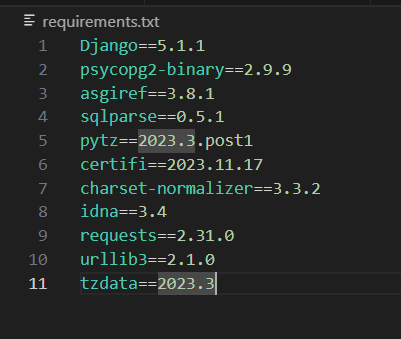 requirements.txt
1 Django==5.1.1
2 psycopg2-binary==2.9.9
3 asgiref==3.8.1
4 sqlparse==0.5.1
5 pytz==2023.3.post1
6 certifi==2023.11.17
7 charset-normalizer==3.3.2
8 idna==3.4
9 requests==2.31.0
10 urllib3==2.1.0
11 tzdata==2023.3